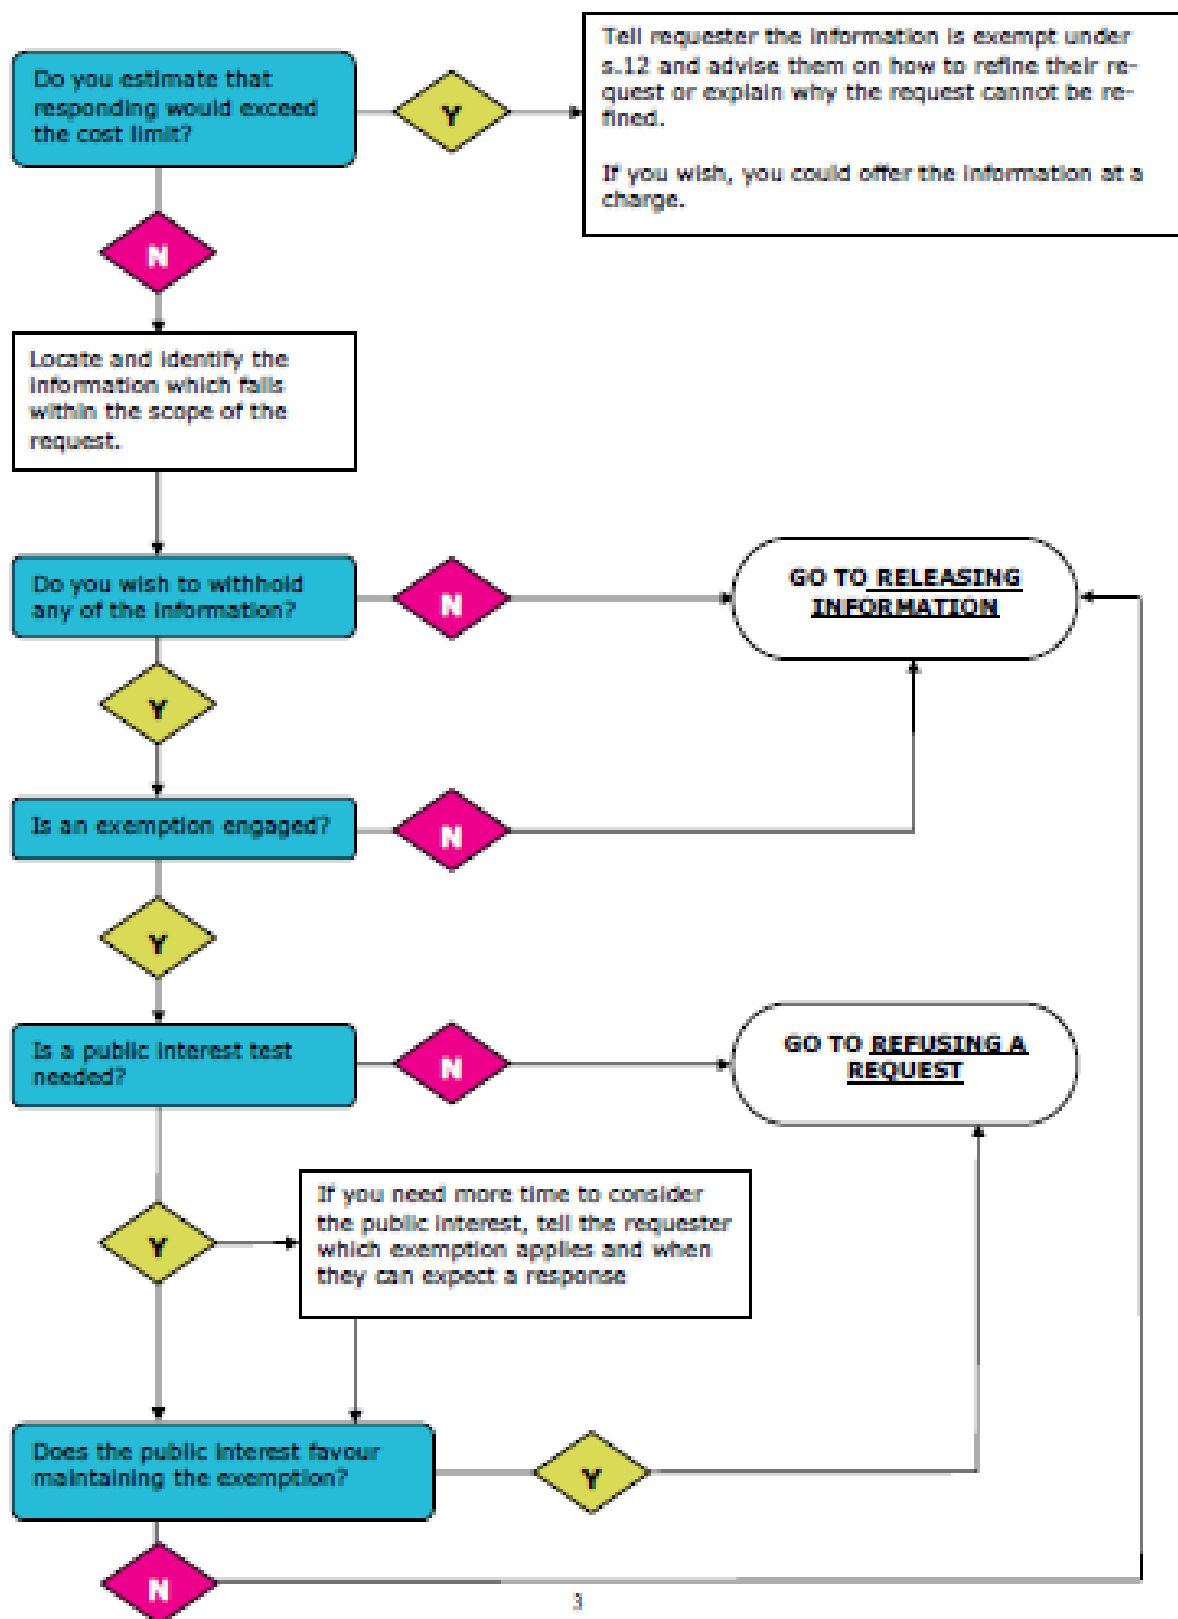 Do you estimate that
responding would exceed
the cost limit?
Y
Tell requester the information is exempt under
s.12 and advise them on how to refine their re-
quest or explain why the request cannot be re-
fined.
If you wish, you could offer the information at a
charge.
N
Locate and identify the
information which falls
within the scope of the
request.
Do you wish to withhold
any of the information?
N
GO TO RELEASING
INFORMATION
Y
Is an exemption engaged?
N
Y
Is a public interest test
needed?
N
GO TO REFUSING A
REQUEST
Y
If you need more time to consider
the public interest, tell the requester
which exemption applies and when
they can expect a response
Does the public interest favour
maintaining the exemption?
Y
N
3